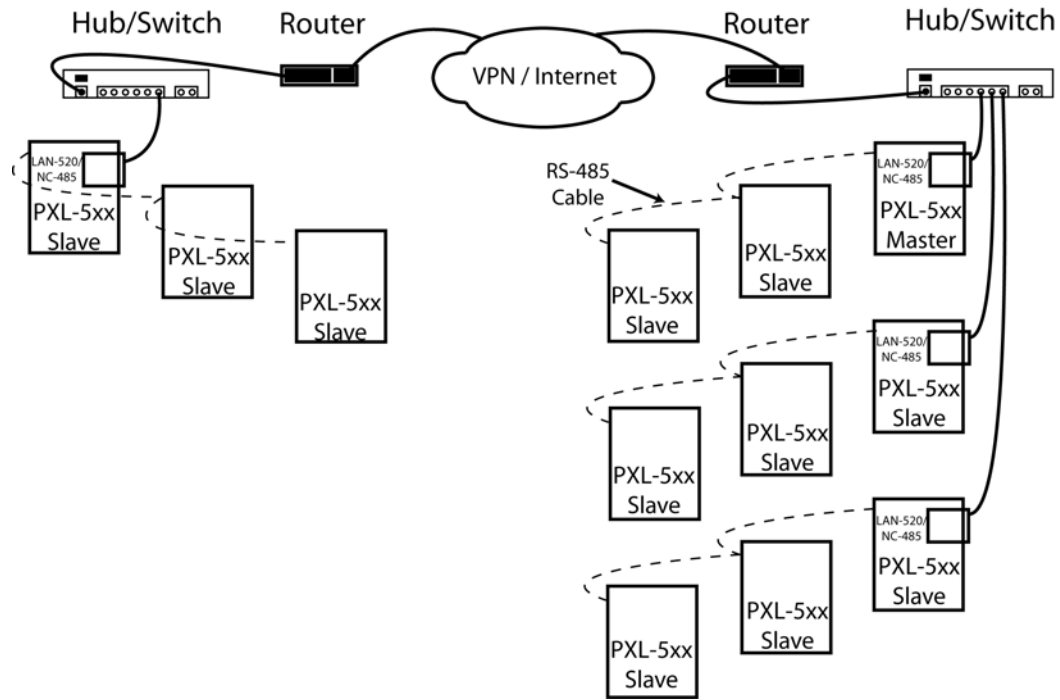 Hub/Switch
Router
Router
Hub/Switch
VPN / Internet
LAN-520/
NC-485
PXL-5xx
Slave
PXL-5xx
Slave
PXL-5xx
Slave
RS-485
Cable
LAN-520/
NC-485
PXL-5xx
Master
PXL-5xx
Slave
PXL-5xx
Slave
LAN-520/
NC-485
PXL-5xx
Slave
PXL-5xx
Slave
PXL-5xx
Slave
LAN-520/
NC-485
PXL-5xx
Slave
PXL-5xx
Slave
PXL-5xx
Slave